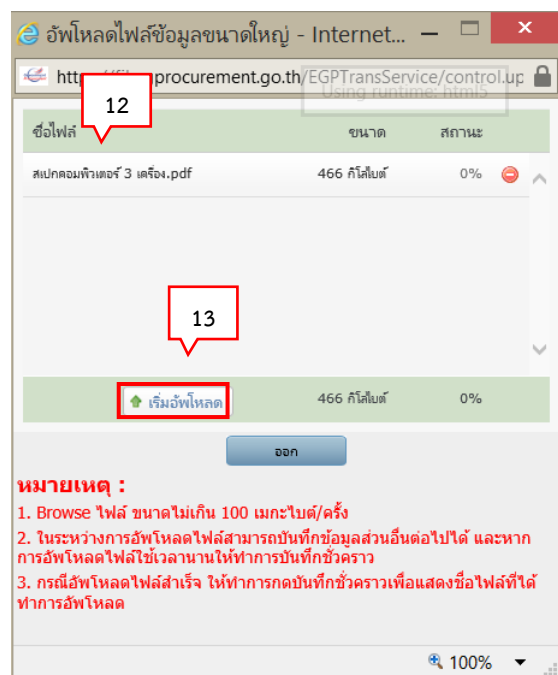 อัพโหลดไฟล์ข้อมูลขนาดใหญ่ - Internet...
procurement.go.th/EGPTransService/control.up
Using runtime: html5
12
ชื่อไฟล์ ขนาด สถานะ
สเปกคอมพิวเตอร์ 3 เครื่อง.pdf 466 กิโลไบต์ 0%
13
เริ่มอัพโหลด 466 กิโลไบต์ 0%
ออก
หมายเหตุ :
1. Browse ไฟล์ ขนาดไม่เกิน 100 เมกะไบต์/ครั้ง
2. ในระหว่างการอัพโหลดไฟล์สามารถบันทึกข้อมูลส่วนอื่นต่อไปได้ และหาก
การอัพโหลดไฟล์ใช้เวลานานให้ทำการบันทึกชั่วคราว
3. กรณีอัพโหลดไฟล์สำเร็จ ให้ทำการกดบันทึกชั่วคราวเพื่อแสดงชื่อไฟล์ที่ได้
ทำการอัพโหลด
100%